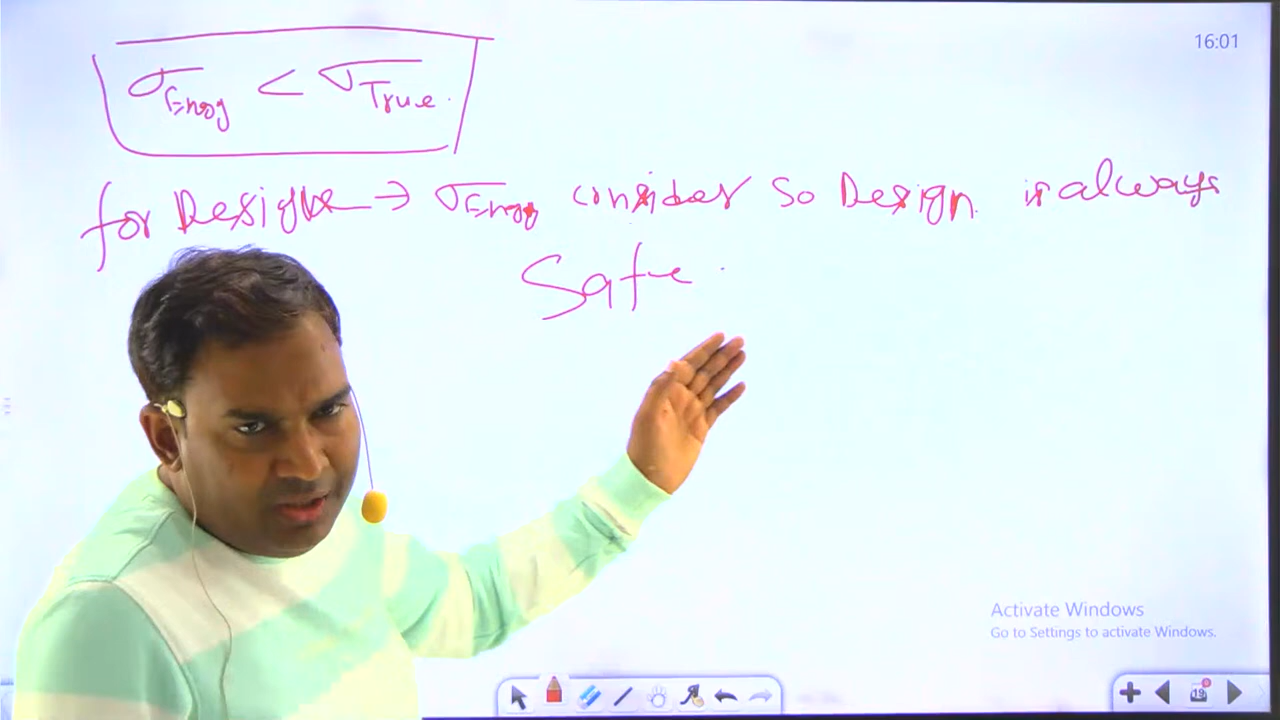 16:01
σEngg < σTrue.
for Design → σEngg consider so Design is always
Safe.
Activate Windows
Go to Settings to activate Windows.
19